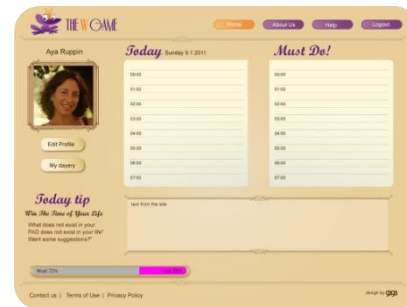 THE W GAME
Home
About Us
Help
Logout
Aya Ruppin
Edit Profile
My dayery
Today tip
Win The Time of Your Life
What does not exist in your
PAD does not exist in your life"
Want some suggestions?"
Today Sunday 9.1.2011
00:00
01:00
02:00
03:00
04:00
05:00
06:00
07:00
Must Do!
00:00
01:00
02:00
03:00
04:00
05:00
06:00
07:00
text from the site
Must 72%
Contact us | Terms of Use | Privacy Policy
design by gaga